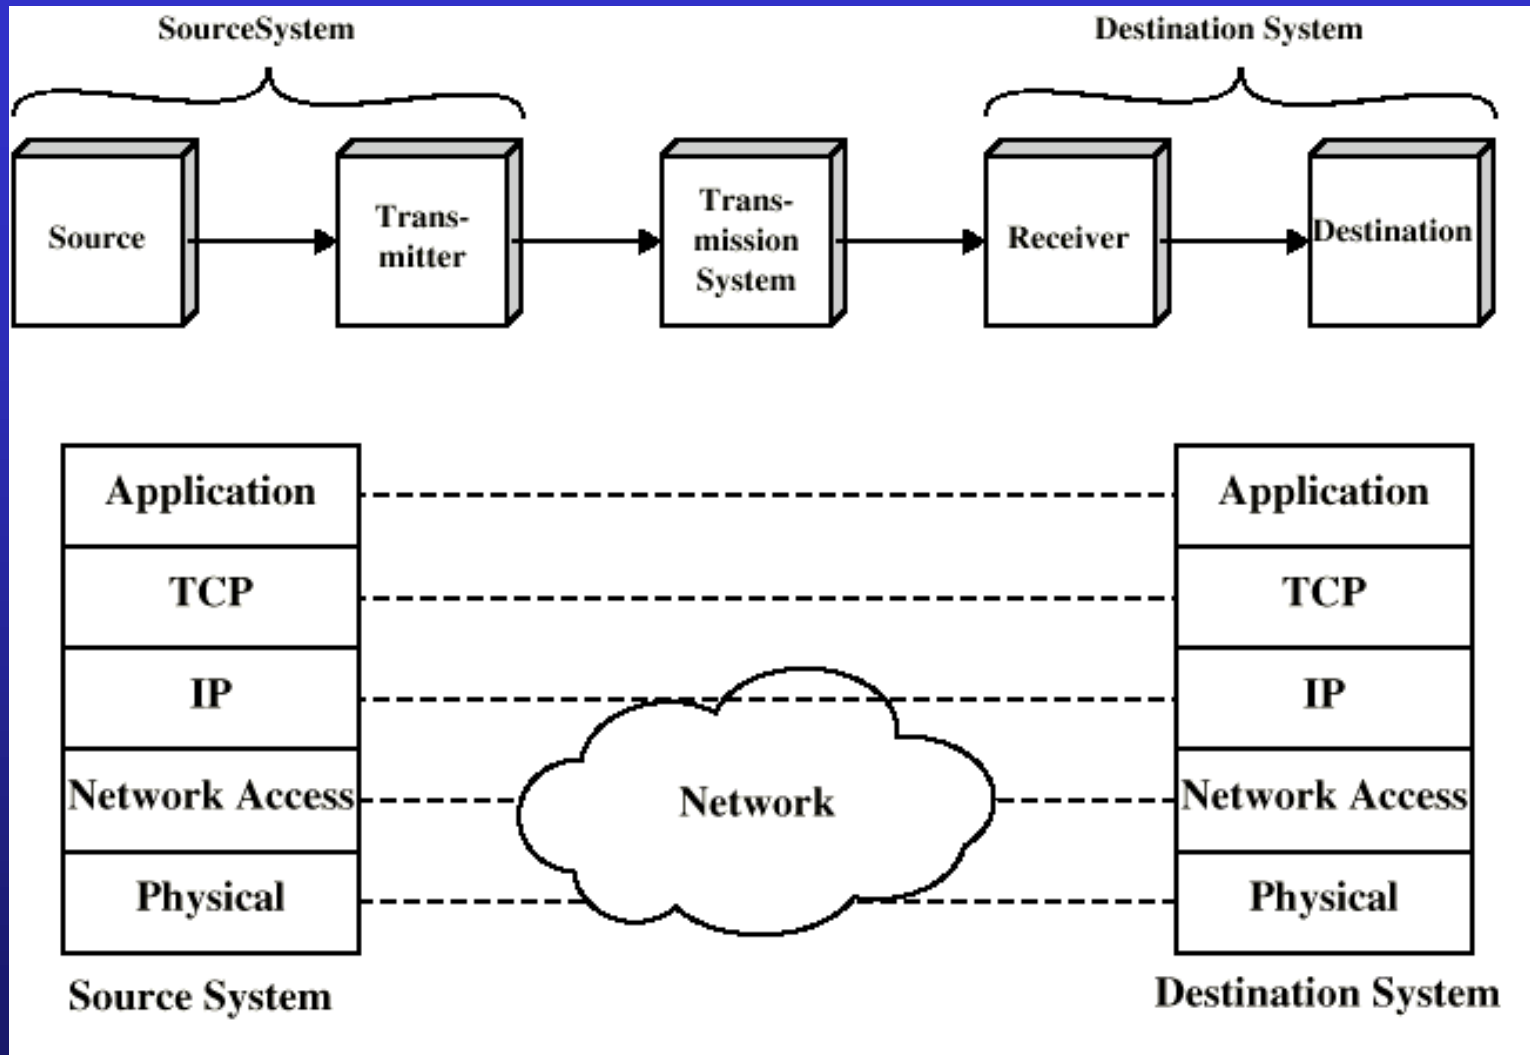 SourceSystem
Destination System
Source
Trans-
mitter
Trans-
mission
System
Receiver
Destination
Application
Application
TCP
TCP
IP
IP
Network Access
Network
Network Access
Physical
Physical
Source System
Destination System